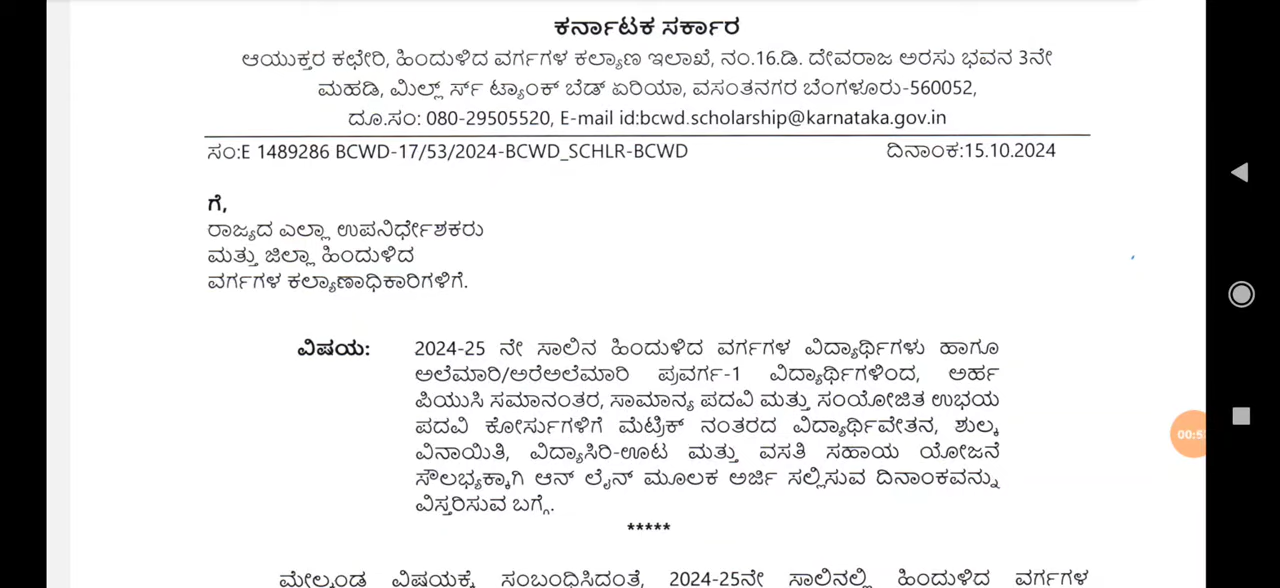 ಕರ್ನಾಟಕ ಸರ್ಕಾರ
ಆಯುಕ್ತರ ಕಛೇರಿ, ಹಿಂದುಳಿದ ವರ್ಗಗಳ ಕಲ್ಯಾಣ ಇಲಾಖೆ, ನಂ.16.ಡಿ. ದೇವರಾಜ ಅರಸು ಭವನ 3ನೇ
ಮಹಡಿ, ಮಿಲ್ಲ್ ರ್ಸ್ ಟ್ಯಾಂಕ್ ಬೆಡ್ ಏರಿಯಾ, ವಸಂತನಗರ ಬೆಂಗಳೂರು-560052,
ದೂ.ಸಂ: 080-29505520, E-mail id:bcwd.scholarship@karnataka.gov.in
ಸಂ:E 1489286 BCWD-17/53/2024-BCWD_SCHLR-BCWD ದಿನಾಂಕ:15.10.2024
ಗೆ,
ರಾಜ್ಯದ ಎಲ್ಲಾ ಉಪನಿರ್ಧೇಶಕರು
ಮತ್ತು ಜಿಲ್ಲಾ ಹಿಂದುಳಿದ
ವರ್ಗಗಳ ಕಲ್ಯಾಣಾಧಿಕಾರಿಗಳಿಗೆ.
ವಿಷಯ: 2024-25 ನೇ ಸಾಲಿನ ಹಿಂದುಳಿದ ವರ್ಗಗಳ ವಿದ್ಯಾರ್ಥಿಗಳು ಹಾಗೂ
ಅಲೆಮಾರಿ/ಅರೆಅಲೆಮಾರಿ ಪ್ರವರ್ಗ-1 ವಿದ್ಯಾರ್ಥಿಗಳಿಂದ, ಅರ್ಹ
ಪಿಯುಸಿ ಸಮಾನಂತರ, ಸಾಮಾನ್ಯ ಪದವಿ ಮತ್ತು ಸಂಯೋಜಿತ ಉಭಯ
ಪದವಿ ಕೋರ್ಸುಗಳಿಗೆ ಮೆಟ್ರಿಕ್ ನಂತರದ ವಿದ್ಯಾರ್ಥಿವೇತನ, ಶುಲ್ಕ
ವಿನಾಯಿತಿ, ವಿದ್ಯಾಸಿರಿ-ಊಟ ಮತ್ತು ವಸತಿ ಸಹಾಯ ಯೋಜನೆ
ಸೌಲಭ್ಯಕ್ಕಾಗಿ ಆನ್ ಲೈನ್ ಮೂಲಕ ಅರ್ಜಿ ಸಲ್ಲಿಸುವ ದಿನಾಂಕವನ್ನು
ವಿಸ್ತರಿಸುವ ಬಗ್ಗೆ.
*****
ಮೇಲ್ಕಂಡ ವಿಷಯಕ್ಕೆ ಸಂಬಂಧಿಸಿದಂತೆ, 2024-25ನೇ ಸಾಲಿನಲ್ಲಿ ಹಿಂದುಳಿದ ವರ್ಗಗಳ